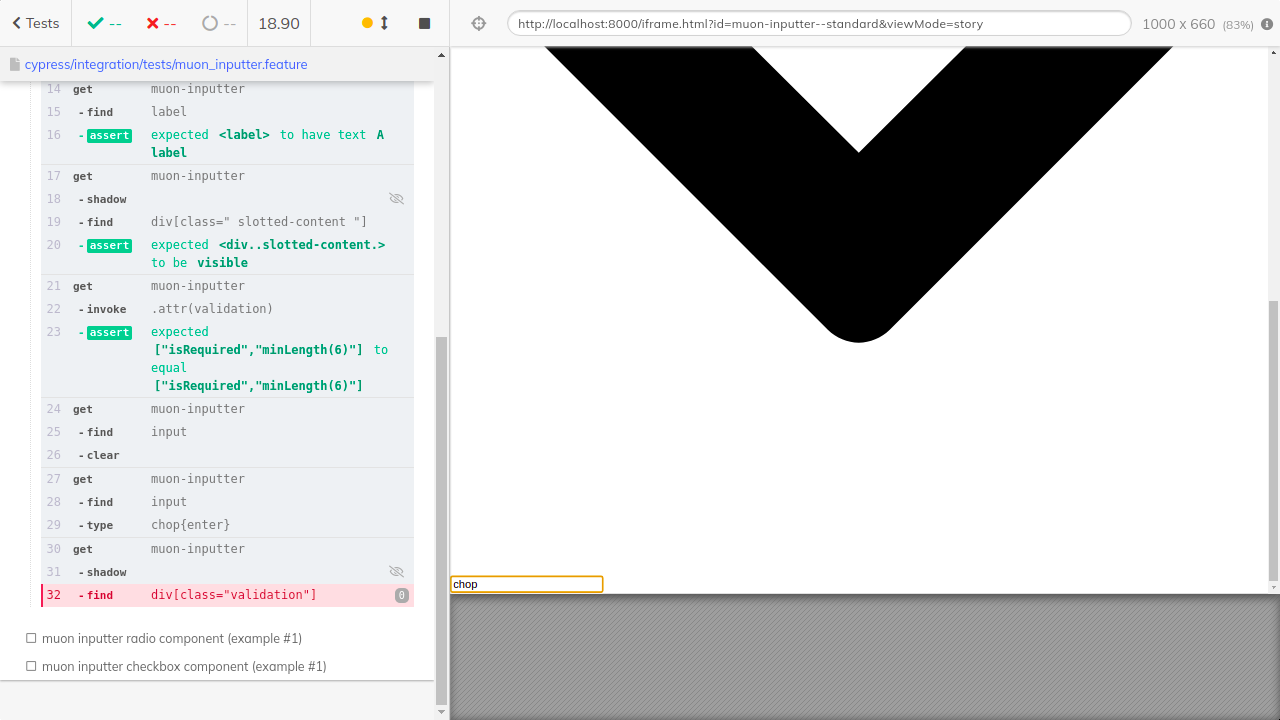 Tests -- -- -- 18.90
http://localhost:8000/iframe.html?id=muon-inputter--standard&viewMode=story 1000 x 660 (83%)
cypress/integration/tests/muon_inputter.feature
14 get muon-inputter
15 - find label
16 - assert expected <label> to have text A
label
17 get muon-inputter
18 - shadow
19 - find div[class=" slotted-content "]
20 - assert expected <div..slotted-content.>
to be visible
21 get muon-inputter
22 - invoke .attr(validation)
23 - assert expected
["isRequired","minLength(6)"] to
equal
["isRequired","minLength(6)"]
24 get muon-inputter
25 - find input
26 - clear
27 get muon-inputter
28 - find input
29 - type chop{enter}
30 get muon-inputter
31 - shadow
32 - find div[class="validation"] 0
muon inputter radio component (example #1)
muon inputter checkbox component (example #1)
chop